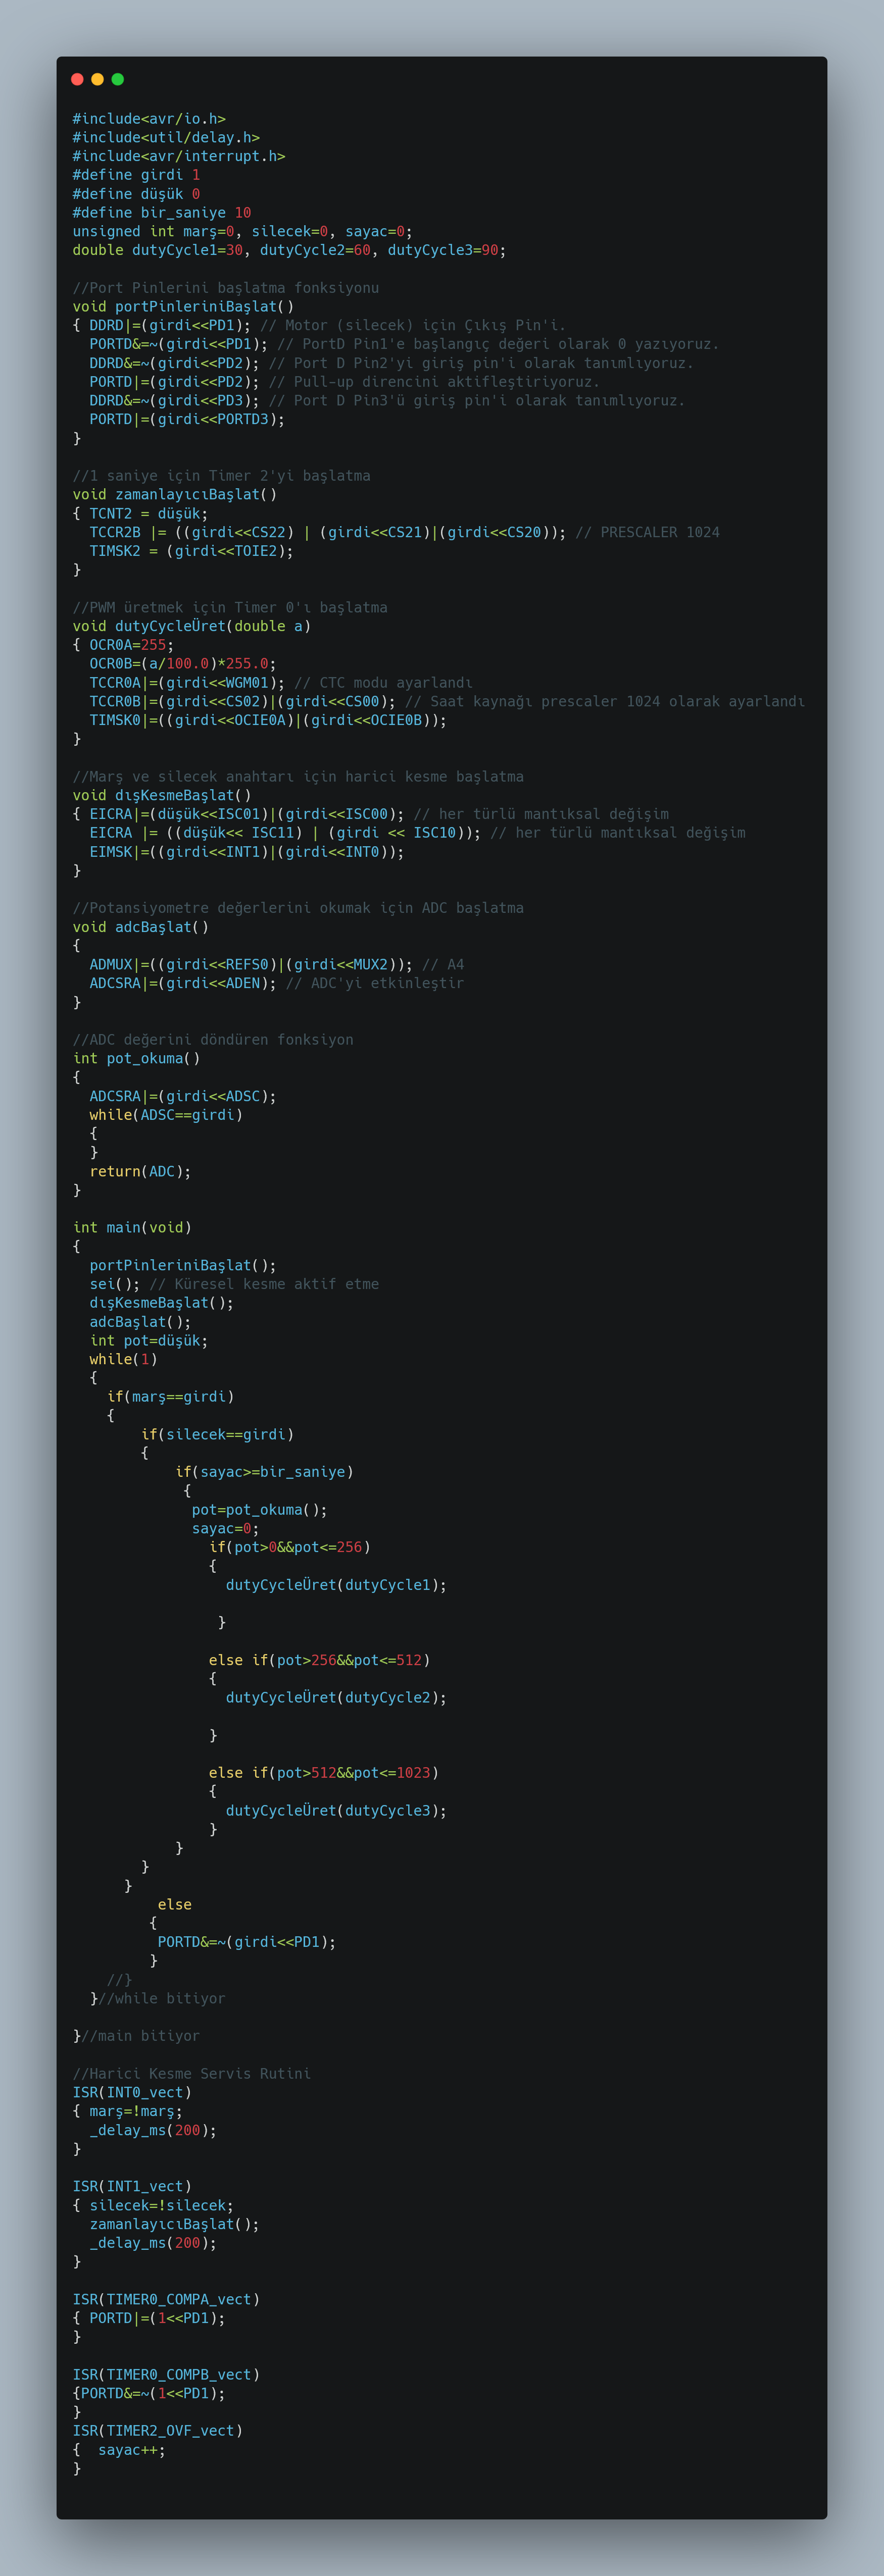 #include<avr/io.h>
#include<util/delay.h>
#include<avr/interrupt.h>
#define girdi 1
#define düşük 0
#define bir_saniye 10
unsigned int marş=0, silecek=0, sayac=0;
double dutyCycle1=30, dutyCycle2=60, dutyCycle3=90;
//Port Pinlerini başlatma fonksiyonu
void portPinleriniBaşlat()
{ DDRD|=(girdi<<PD1); // Motor (silecek) için Çıkış Pin'i.
PORTD&=~(girdi<<PD1); // PortD Pin1'e başlangıç değeri olarak 0 yazıyoruz.
DDRD&=~(girdi<<PD2); // Port D Pin2'yi giriş pin'i olarak tanımlıyoruz.
PORTD|=(girdi<<PD2); // Pull-up direncini aktifleştiriyoruz.
DDRD&=~(girdi<<PD3); // Port D Pin3'ü giriş pin'i olarak tanımlıyoruz.
PORTD|=(girdi<<PORTD3);
}
//1 saniye için Timer 2'yi başlatma
void zamanlayıcıBaşlat()
{ TCNT2 = düşük;
TCCR2B |= ((girdi<<CS22) | (girdi<<CS21)|(girdi<<CS20)); // PRESCALER 1024
TIMSK2 = (girdi<<TOIE2);
}
//PWM üretmek için Timer 0'ı başlatma
void dutyCycleÜret(double a)
{ OCR0A=255;
OCR0B=(a/100.0)*255.0;
TCCR0A|=(girdi<<WGM01); // CTC modu ayarlandı
TCCR0B|=(girdi<<CS02)|(girdi<<CS00); // Saat kaynağı prescaler 1024 olarak ayarlandı
TIMSK0|=((girdi<<OCIE0A)|(girdi<<OCIE0B));
}
//Marş ve silecek anahtarı için harici kesme başlatma
void dışKesmeBaşlat()
{ EICRA|=(düşük<<ISC01)|(girdi<<ISC00); // her türlü mantıksal değişim
EICRA |= ((düşük<< ISC11) | (girdi << ISC10)); // her türlü mantıksal değişim
EIMSK|=((girdi<<INT1)|(girdi<<INT0));
}
//Potansiyometre değerlerini okumak için ADC başlatma
void adcBaşlat()
{
ADMUX|=((girdi<<REFS0)|(girdi<<MUX2)); // A4
ADCSRA|=(girdi<<ADEN); // ADC'yi etkinleştir
}
//ADC değerini döndüren fonksiyon
int pot_okuma()
{
ADCSRA|=(girdi<<ADSC);
while(ADSC==girdi)
{
}
return(ADC);
}
int main(void)
{
portPinleriniBaşlat();
sei(); // Küresel kesme aktif etme
dışKesmeBaşlat();
adcBaşlat();
int pot=düşük;
while(1)
{
if(marş==girdi)
{
if(silecek==girdi)
{
if(sayac>=bir_saniye)
{
pot=pot_okuma();
sayac=0;
if(pot>0&&pot<=256)
{
dutyCycleÜret(dutyCycle1);
}
else if(pot>256&&pot<=512)
{
dutyCycleÜret(dutyCycle2);
}
else if(pot>512&&pot<=1023)
{
dutyCycleÜret(dutyCycle3);
}
}
}
}
else
{
PORTD&=~(girdi<<PD1);
}
//}
}//while bitiyor
}//main bitiyor
//Harici Kesme Servis Rutini
ISR(INT0_vect)
{ marş=!marş;
_delay_ms(200);
}
ISR(INT1_vect)
{ silecek=!silecek;
zamanlayıcıBaşlat();
_delay_ms(200);
}
ISR(TIMER0_COMPA_vect)
{ PORTD|=(1<<PD1);
}
ISR(TIMER0_COMPB_vect)
{PORTD&=~(1<<PD1);
}
ISR(TIMER2_OVF_vect)
{  sayac++;
}